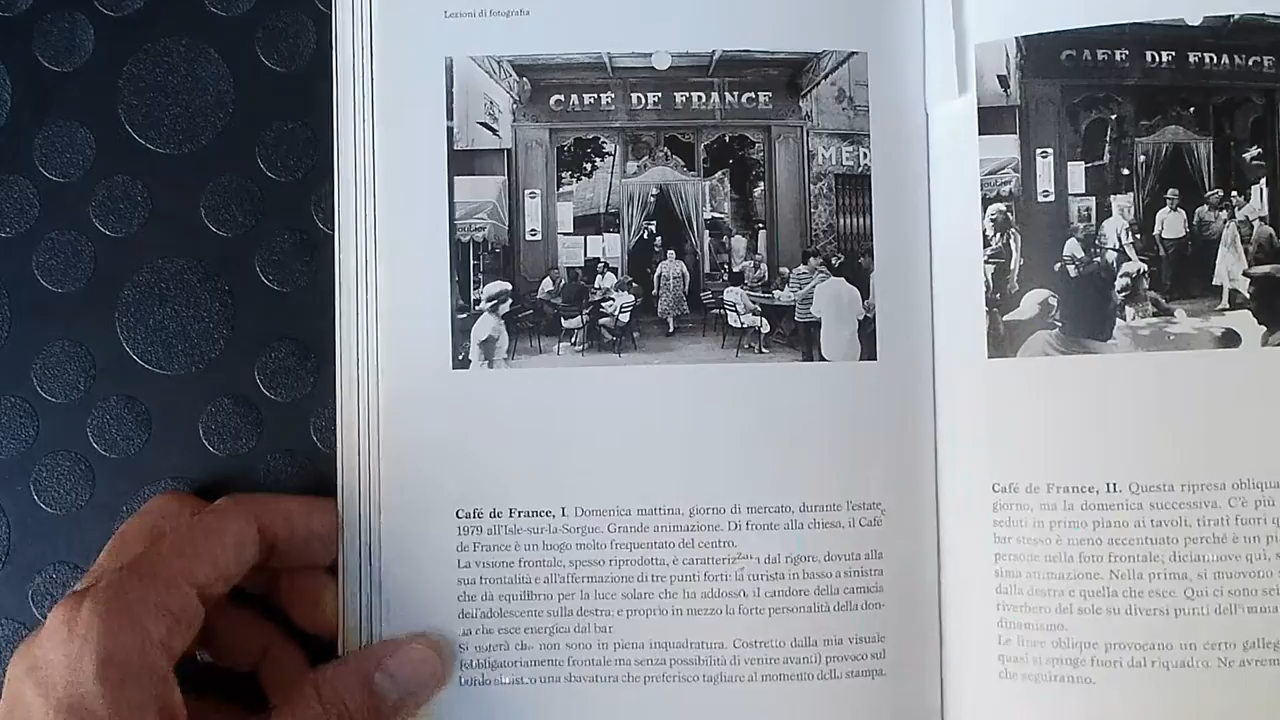 Lezioni di fotografia
CAFÉ DE FRANCE
MER
joubier
Café de France, I. Domenica mattina, giorno di mercato, durante l'estate
1979 all'Isle-sur-la-Sorgue. Grande animazione. Di fronte alla chiesa, il Café
de France è un luogo molto frequentato del centro.
La visione frontale, spesso riprodotta, è caratterizzata dal rigore, dovuta alla
sua frontalità e all'affermazione di tre punti forti: la turista in basso a sinistra
che dà equilibrio per la luce solare che ha addosso, il candore della camicia
dell'adolescente sulla destra: e proprio in mezzo la forte personalità della don-
na che esce energica dal bar
Si noterà che non sono in piena inquadratura. Costretto dalla mia visuale
(obbligatoriamente frontale ma senza possibilità di venire avanti) provoco sul
bordo sinistro una sbavatura che preferisco tagliare al momento della stampa.
CAFÉ DE FRANCE
joubier
Café de France, II. Questa ripresa obliqua
giorno, ma la domenica successiva. C'è più
seduti in primo piano ai tavoli, tirati fuori
bar stesso è meno accentuato perché è un
persone nella foto frontale; diciannove qui,
sima animazione. Nella prima, si muovono
dalla destra e quella che esce. Qui ci sono
riverbero del sole su diversi punti
dinamismo.
Le linee oblique provocano un certo
quasi si spinge fuori dal riquadro. Ne
che seguiranno.